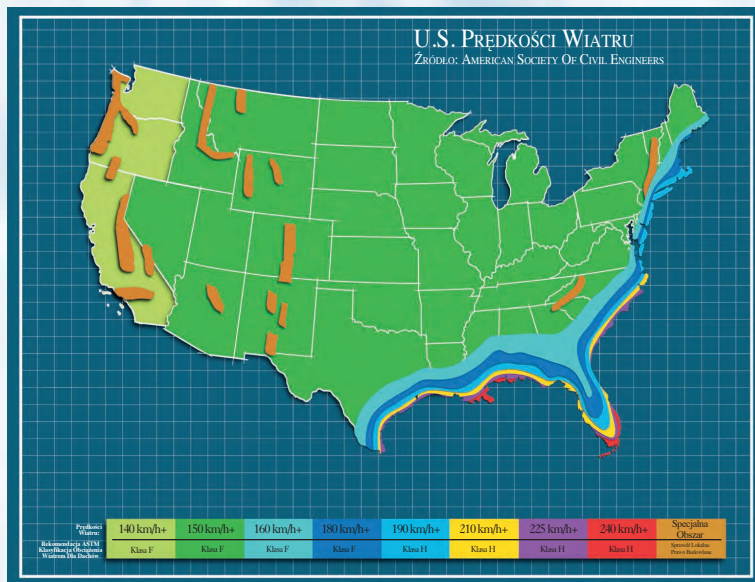 U.S. Prędkości Wiatru
Źródło: American Society Of Civil Engineers
Prędkości
Wiatru:
140 km/h+ 150 km/h+ 160 km/h+ 180 km/h+ 190 km/h+ 210 km/h+ 225 km/h+ 240 km/h+ Specjalna
Obszar
Rekomendacja ASTM
Klasyfikacja Obciążenia
Wiatrem Dla Dachów
Klasa F Klasa F Klasa F Klasa F Klasa H Klasa H Klasa H Klasa H Sprawdź Lokalne
Prawo Budowlane